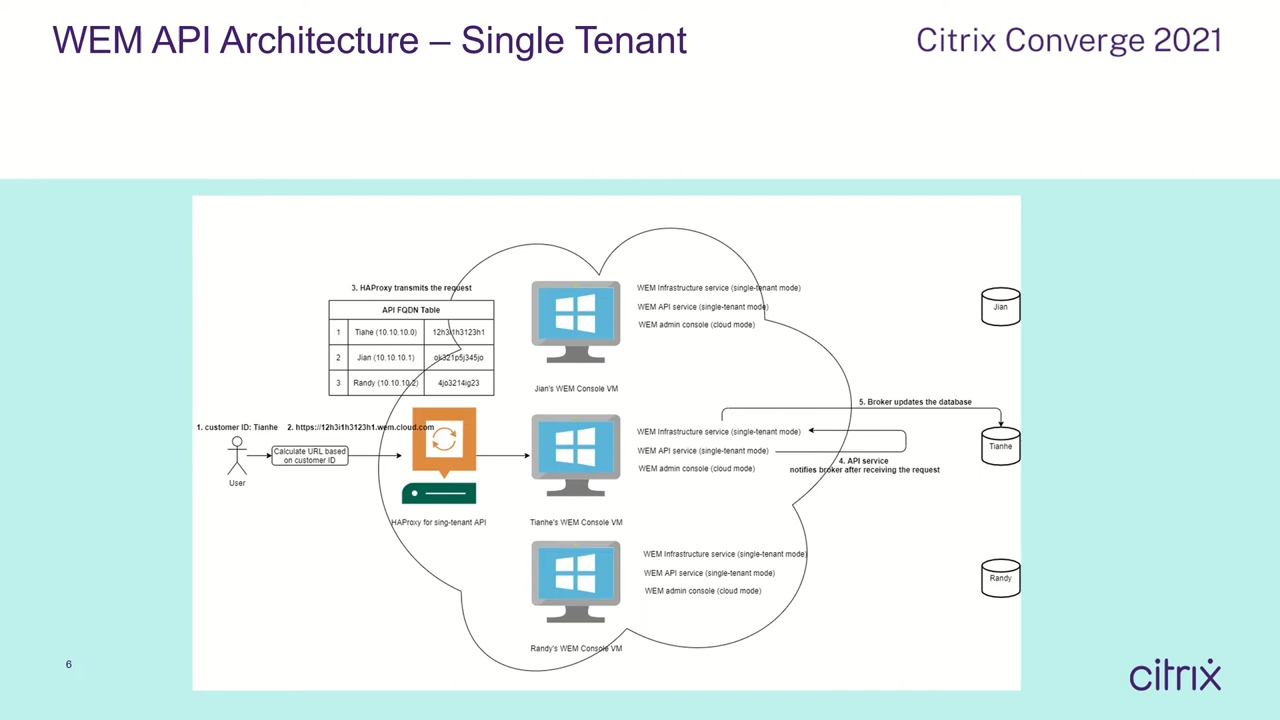 WEM API Architecture – Single Tenant
Citrix Converge 2021
3. HAProxy transmits the request
API FQDN Table
1 Tiahe (10.10.10.0) 12h3i1h3123h1
2 Jian (10.10.10.1) ok321p5j345jo
3 Randy (10.10.10.2) 4jo3214ig23
WEM Infrastructure service (single-tenant mode)
WEM API service (single-tenant mode)
WEM admin console (cloud mode)
Jian's WEM Console VM
Jian
1. customer ID: Tianhe
2. https://12h3i1h3123h1.wem.cloud.com
Calculate URL based
on customer ID
User
HAProxy for sing-tenant API
WEM Infrastructure service (single-tenant mode)
WEM API service (single-tenant mode)
WEM admin console (cloud mode)
Tianhe's WEM Console VM
5. Broker updates the database
4. API service
notifies broker after receiving the request
Tianhe
WEM Infrastructure service (single-tenant mode)
WEM API service (single-tenant mode)
WEM admin console (cloud mode)
Randy's WEM Console VM
Randy
6
citrix